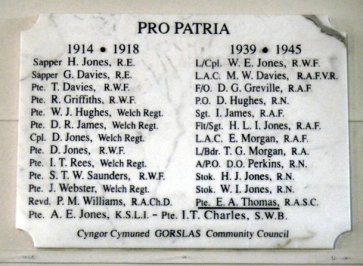 PRO PATRIA
1914 • 1918
Sapper H. Jones, R.E.
Sapper G. Davies, R.E.
Pte. T. Davies, R.W.F.
Pte. R. Griffiths, R.W.F.
Pte. W. J. Hughes, Welch Regt.
Pte. D. R. James, Welch Regt.
Cpl. D. Jones, Welch Regt.
Pte. D. Jones, R.W.F.
Pte. I. T. Rees, Welch Regt.
Pte. S. T. W. Saunders, R.W.F.
Pte. J. Webster, Welch Regt.
Revd. P. M. Williams, R.A.Ch.D.
1939 • 1945
L/Cpl. W. E. Jones, R.W.F.
L.A.C. M. W. Davies, R.A.F.V.R.
F/O. D. G. Greville, R.A.F.
P.O. D. Hughes, R.N.
Sgt. I. James, R.A.F.
Flt/Sgt. H. L. I. Jones, R.A.F.
L.A.C. E. Morgan, R.A.F.
L/Bdr. T. G. Morgan, R.A.
A/P.O. D.O. Perkins, R.N.
Stok. H. J. Jones, R.N.
Stok. W. I. Jones, R.N.
Pte. E. A. Thomas, R.A.S.C.
Pte. A. E. Jones, K.S.L.I. – Pte. I.T. Charles, S.W.B.
Cyngor Cymuned GORSLAS Community Council